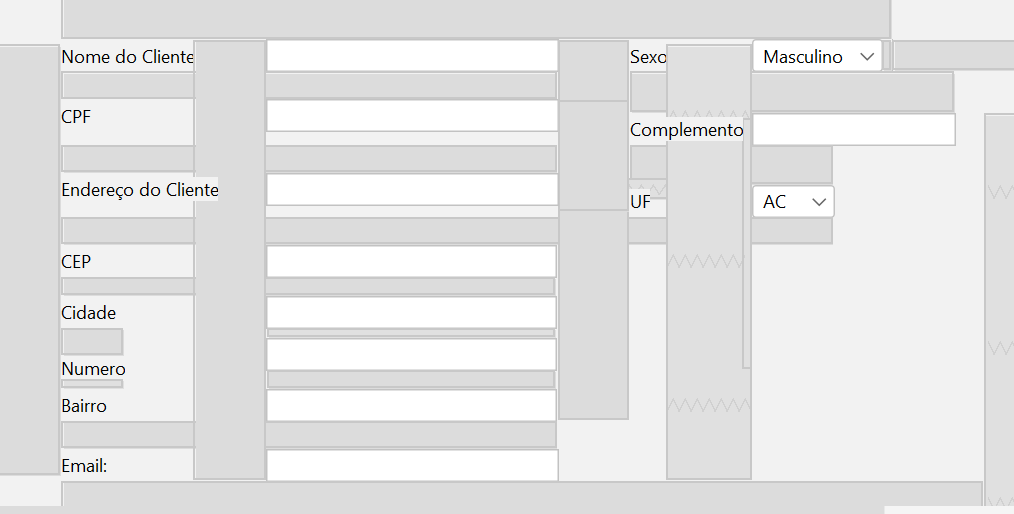 Nome do Cliente
Sexo
Masculino
CPF
Complemento
Endereço do Cliente
UF
AC
CEP
Cidade
Numero
Bairro
Email: